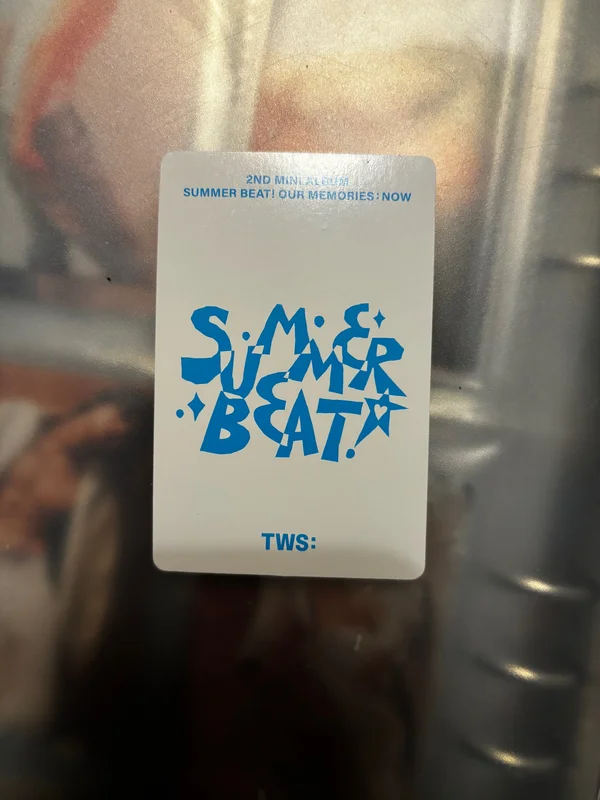 2ND MINI ALBUM
SUMMER BEAT! OUR MEMORIES : NOW
SUMMER
BEAT!
TWS: